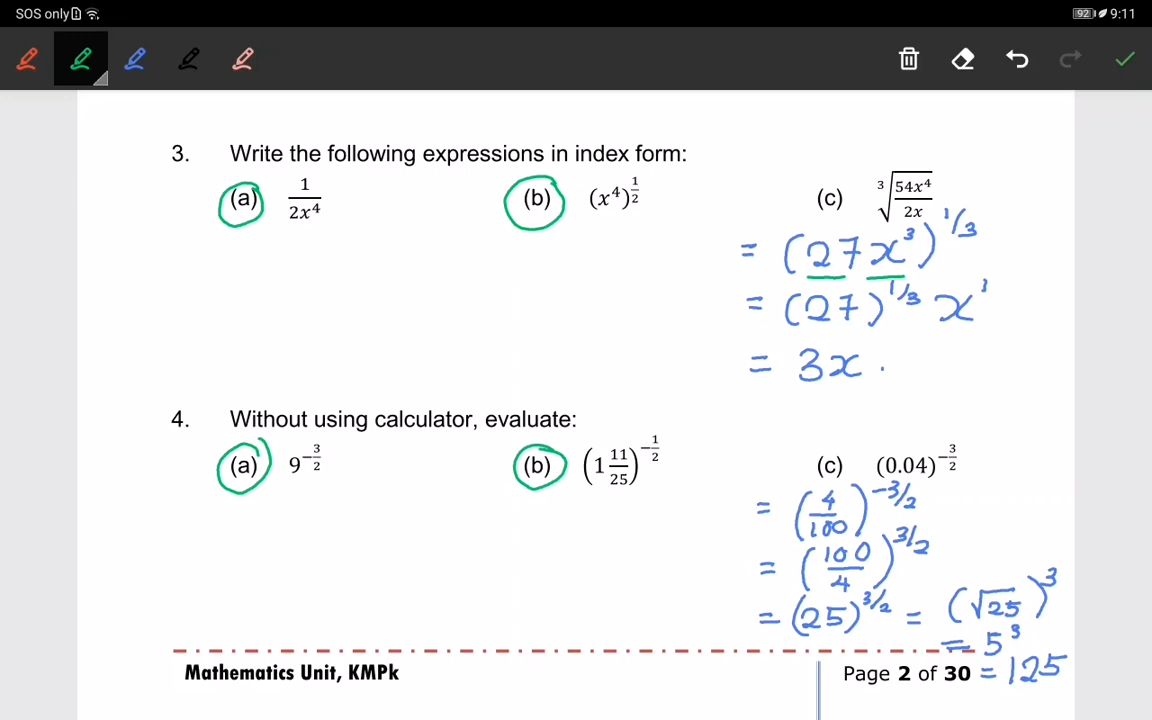 SOS only 92 9:11
3. Write the following expressions in index form:
(a) 1/(2x⁴) (b) (x⁴)^(1/2) (c) ∛(54x⁴/2x)
= (27x³)^(1/3)
= (27)^(1/3) x¹
= 3x .
4. Without using calculator, evaluate:
(a) 9^(-3/2) (b) (1 11/25)^(-1/2) (c) (0.04)^(-3/2)
= (4/100)^(-3/2)
= (100/4)^(3/2)
= (25)^(3/2) = (√25)³
= 5³
= 125
Mathematics Unit, KMPk Page 2 of 30